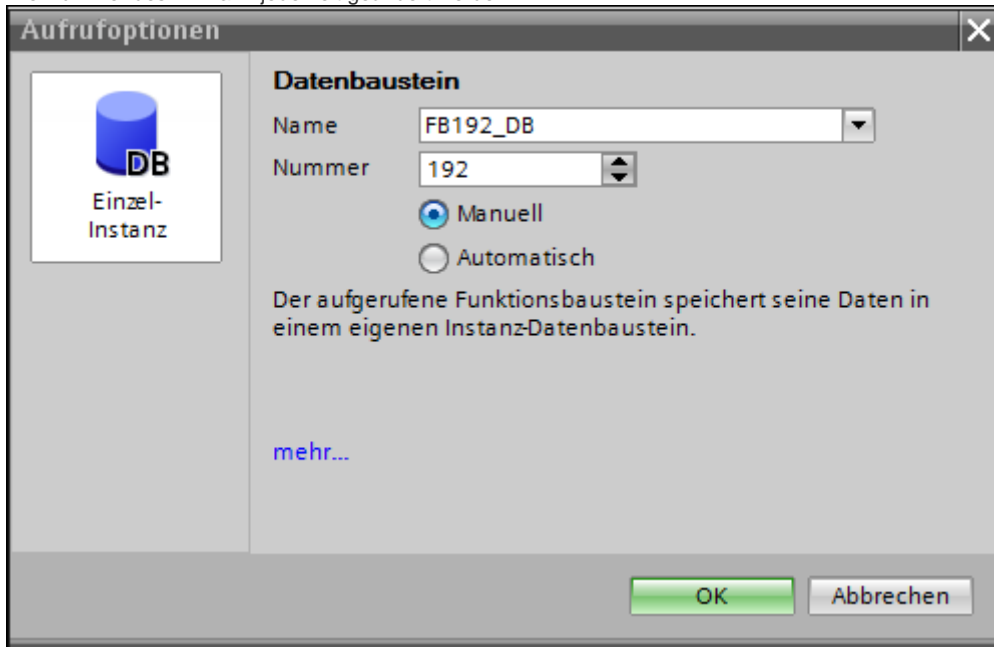 Aufrufoptionen
DB
Einzel-
Instanz
Datenbaustein
Name FB192_DB
Nummer 192
Manuell
Automatisch
Der aufgerufene Funktionsbaustein speichert seine Daten in
einem eigenen Instanz-Datenbaustein.
mehr...
OK Abbrechen